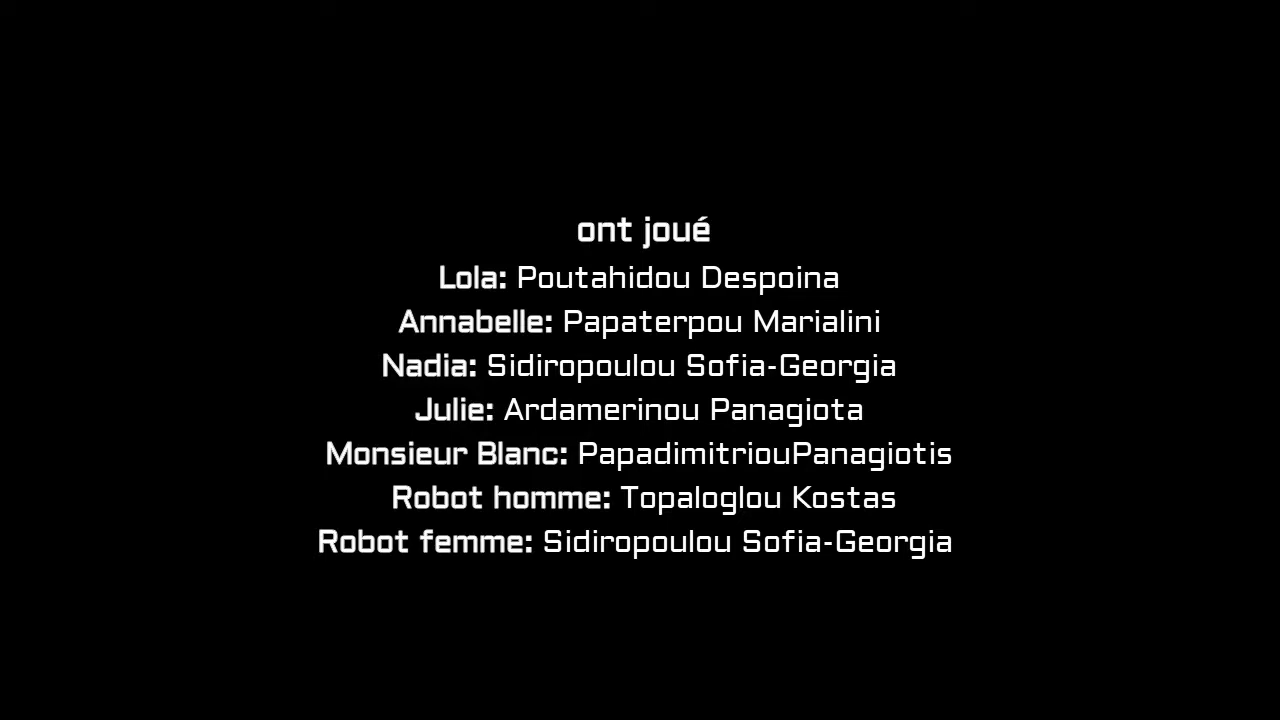 ont joué
Lola: Poutahidou Despoina
Annabelle: Papaterpou Marialini
Nadia: Sidiropoulou Sofia-Georgia
Julie: Ardamerinou Panagiota
Monsieur Blanc: PapadimitriouPanagiotis
Robot homme: Topaloglou Kostas
Robot femme: Sidiropoulou Sofia-Georgia